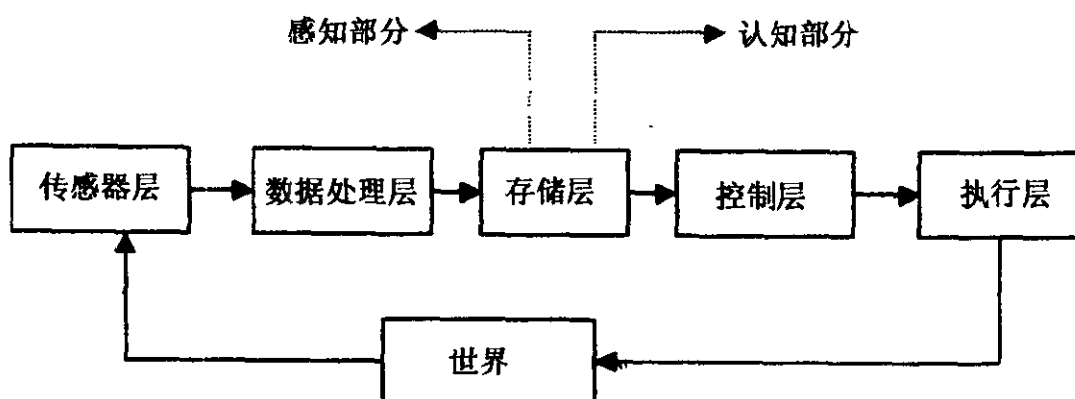 感知部分
认知部分
传感器层
数据处理层
存储层
控制层
执行层
世界